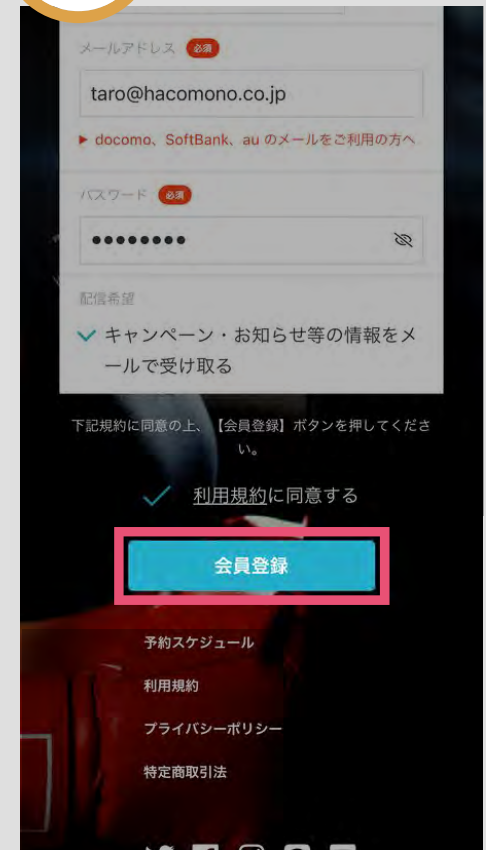 メールアドレス 必須
taro@hacomono.co.jp
▶ docomo、SoftBank、au のメールをご利用の方へ
パスワード 必須
●●●●●●●●
配信希望
キャンペーン・お知らせ等の情報をメ
ールで受け取る
下記規約に同意の上、【会員登録】ボタンを押してくださ
い。
利用規約に同意する
会員登録
予約スケジュール
利用規約
プライバシーポリシー
特定商取引法